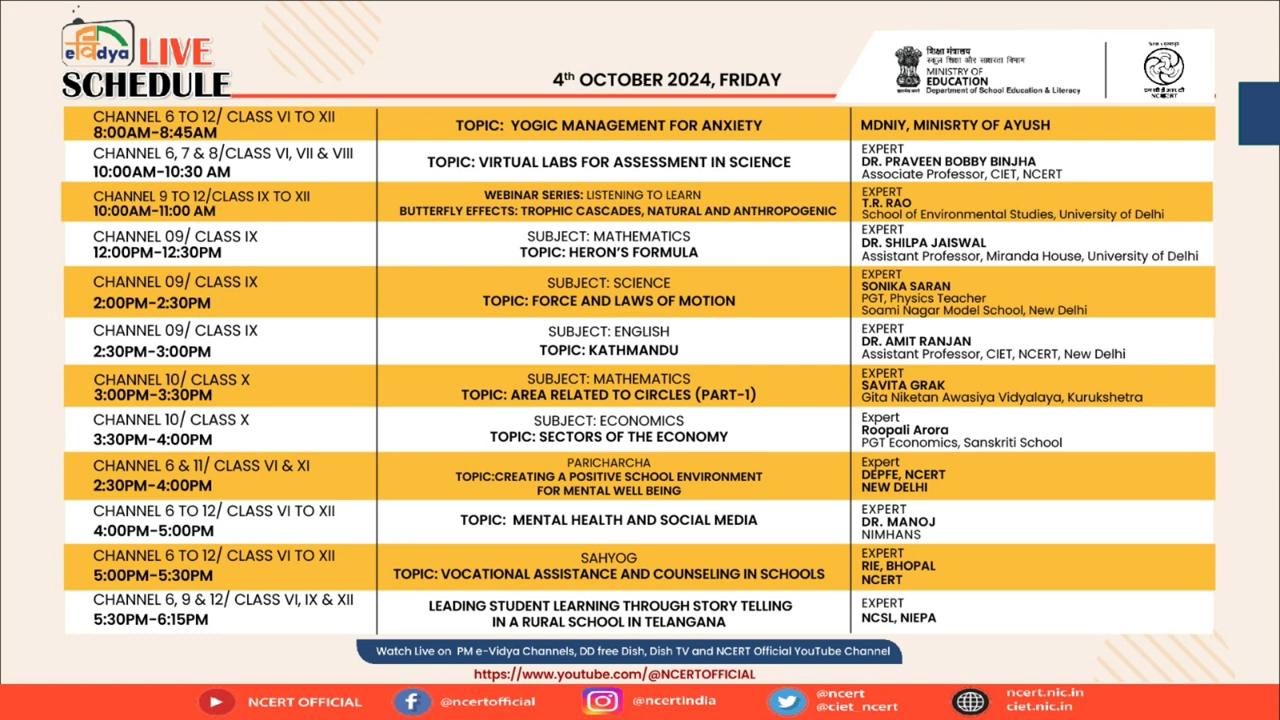 eविdya LIVE
SCHEDULE
4th OCTOBER 2024, FRIDAY
शिक्षा मंत्रालय
स्कूल शिक्षा और साक्षरता विभाग
MINISTRY OF
EDUCATION
Department of School Education & Literacy
सत्यमेव जयते
एन सी ई आर टी
NCERT
CHANNEL 6 TO 12/ CLASS VI TO XII
8:00AM-8:45AM
TOPIC: YOGIC MANAGEMENT FOR ANXIETY
MDNIY, MINISRTY OF AYUSH
CHANNEL 6, 7 & 8/CLASS VI, VII & VIII
10:00AM-10:30 AM
TOPIC: VIRTUAL LABS FOR ASSESSMENT IN SCIENCE
EXPERT
DR. PRAVEEN BOBBY BINJHA
Associate Professor, CIET, NCERT
CHANNEL 9 TO 12/CLASS IX TO XII
10:00AM-11:00 AM
WEBINAR SERIES: LISTENING TO LEARN
BUTTERFLY EFFECTS: TROPHIC CASCADES, NATURAL AND ANTHROPOGENIC
EXPERT
T.R. RAO
School of Environmental Studies, University of Delhi
CHANNEL 09/ CLASS IX
12:00PM-12:30PM
SUBJECT: MATHEMATICS
TOPIC: HERON'S FORMULA
EXPERT
DR. SHILPA JAISWAL
Assistant Professor, Miranda House, University of Delhi
CHANNEL 09/ CLASS IX
2:00PM-2:30PM
SUBJECT: SCIENCE
TOPIC: FORCE AND LAWS OF MOTION
EXPERT
SONIKA SARAN
PGT, Physics Teacher
Soami Nagar Model School, New Delhi
CHANNEL 09/ CLASS IX
2:30PM-3:00PM
SUBJECT: ENGLISH
TOPIC: KATHMANDU
EXPERT
DR. AMIT RANJAN
Assistant Professor, CIET, NCERT, New Delhi
CHANNEL 10/ CLASS X
3:00PM-3:30PM
SUBJECT: MATHEMATICS
TOPIC: AREA RELATED TO CIRCLES (PART-1)
EXPERT
SAVITA GRAK
Gita Niketan Awasiya Vidyalaya, Kurukshetra
CHANNEL 10/ CLASS X
3:30PM-4:00PM
SUBJECT: ECONOMICS
TOPIC: SECTORS OF THE ECONOMY
Expert
Roopali Arora
PGT Economics, Sanskriti School
CHANNEL 6 & 11/ CLASS VI & XI
2:30PM-4:00PM
PARICHARCHA
TOPIC:CREATING A POSITIVE SCHOOL ENVIRONMENT
FOR MENTAL WELL BEING
Expert
DEPFE, NCERT
NEW DELHI
CHANNEL 6 TO 12/ CLASS VI TO XII
4:00PM-5:00PM
TOPIC: MENTAL HEALTH AND SOCIAL MEDIA
EXPERT
DR. MANOJ
NIMHANS
CHANNEL 6 TO 12/ CLASS VI TO XII
5:00PM-5:30PM
SAHYOG
TOPIC: VOCATIONAL ASSISTANCE AND COUNSELING IN SCHOOLS
EXPERT
RIE, BHOPAL
NCERT
CHANNEL 6, 9 & 12/ CLASS VI, IX & XII
5:30PM-6:15PM
LEADING STUDENT LEARNING THROUGH STORY TELLING
IN A RURAL SCHOOL IN TELANGANA
EXPERT
NCSL, NIEPA
Watch Live on PM e-Vidya Channels, DD free Dish, Dish TV and NCERT Official YouTube Channel
https://www.youtube.com/@NCERTOFFICIAL
NCERT OFFICIAL
@ncertofficial
@ncertindia
@ncert
@ciet_ncert
ncert.nic.in
ciet.nic.in